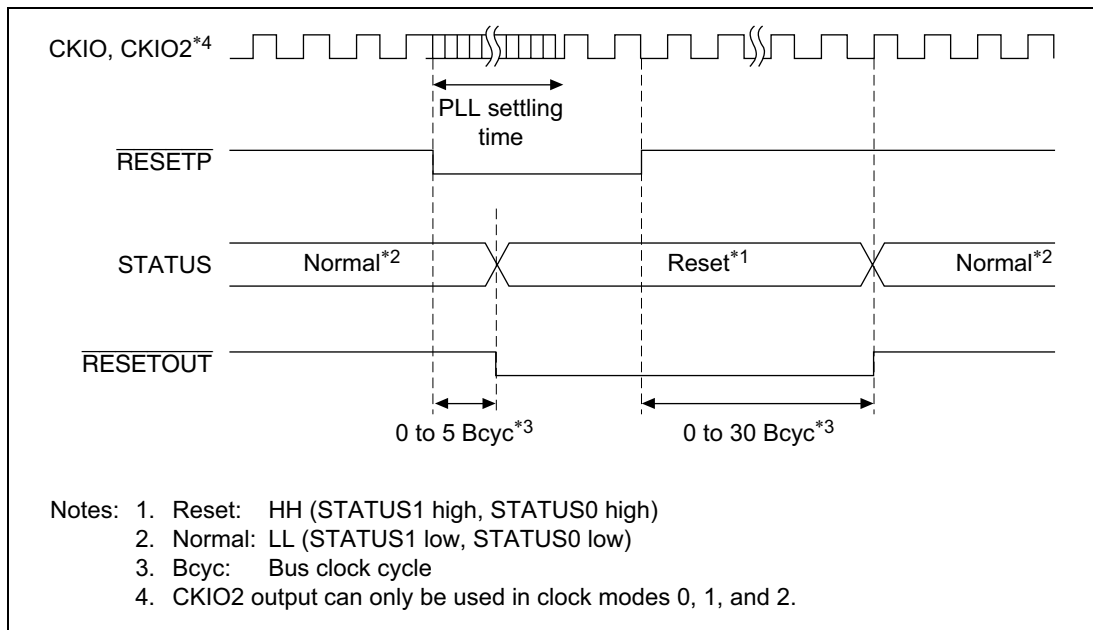 CKIO, CKIO2*4
PLL settling
time
RESETP
STATUS
Normal*2
Reset*1
Normal*2
RESETOUT
0 to 5 Bcyc*3
0 to 30 Bcyc*3
Notes: 1. Reset: HH (STATUS1 high, STATUS0 high)
2. Normal: LL (STATUS1 low, STATUS0 low)
3. Bcyc: Bus clock cycle
4. CKIO2 output can only be used in clock modes 0, 1, and 2.